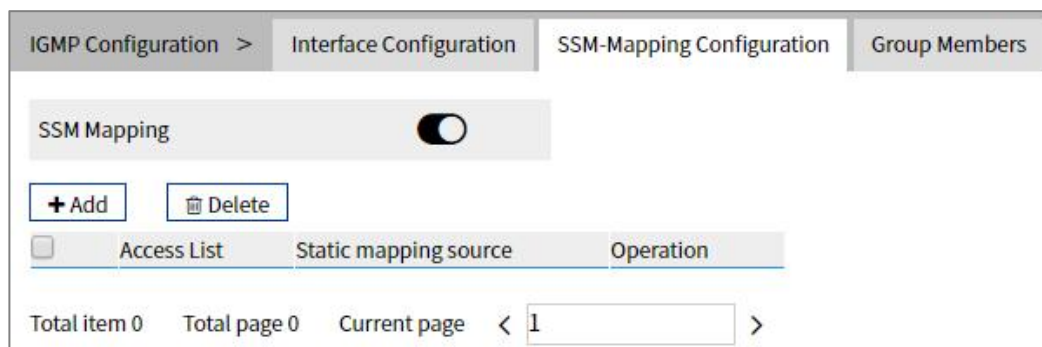 IGMP Configuration > Interface Configuration SSM-Mapping Configuration Group Members
SSM Mapping
+ Add Delete
Access List Static mapping source Operation
Total item 0 Total page 0 Current page < 1 >